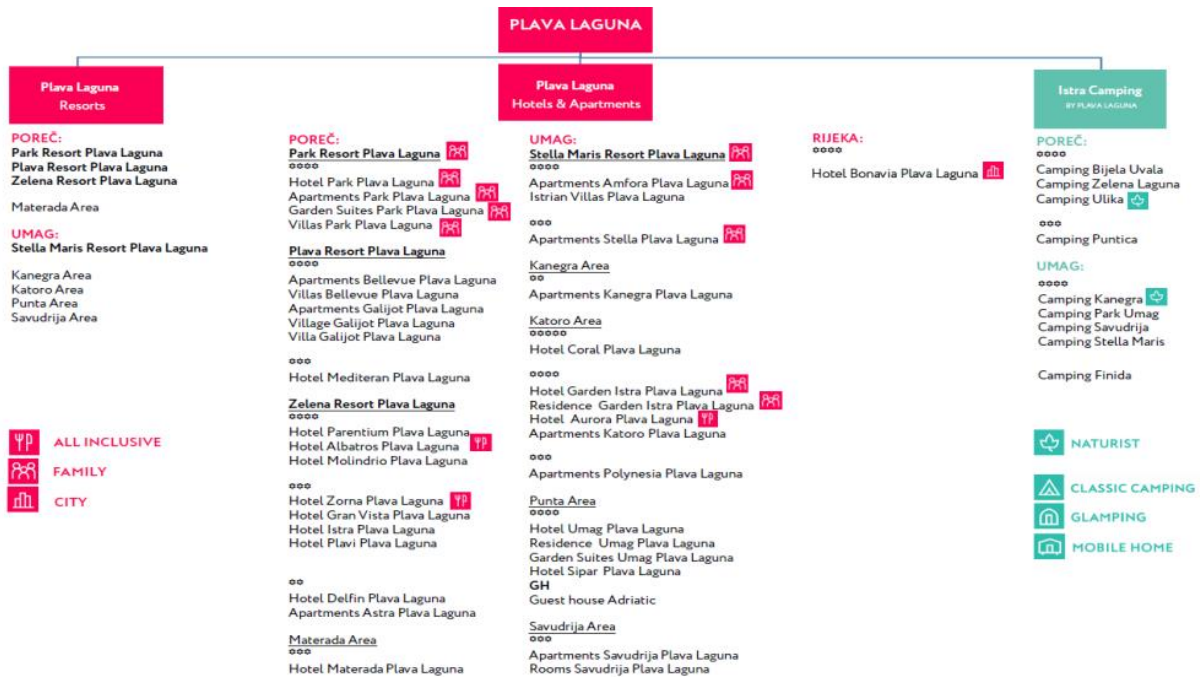 PLAVA LAGUNA
Plava Laguna
Resorts
POREČ:
Park Resort Plava Laguna
Plava Resort Plava Laguna
Zelena Resort Plava Laguna
Materada Area
UMAG:
Stella Maris Resort Plava Laguna
Kanegra Area
Katoro Area
Punta Area
Savudrija Area
ALL INCLUSIVE
FAMILY
CITY
Plava Laguna
Hotels & Apartments
POREČ:
Park Resort Plava Laguna
Hotel Park Plava Laguna
Apartments Park Plava Laguna
Garden Suites Park Plava Laguna
Villas Park Plava Laguna
Plava Resort Plava Laguna
Apartments Bellevue Plava Laguna
Villas Bellevue Plava Laguna
Apartments Galijot Plava Laguna
Village Galijot Plava Laguna
Villa Galijot Plava Laguna
Hotel Mediteran Plava Laguna
Zelena Resort Plava Laguna
Hotel Parentium Plava Laguna
Hotel Albatros Plava Laguna
Hotel Molindrio Plava Laguna
Hotel Zorna Plava Laguna
Hotel Gran Vista Plava Laguna
Hotel Istra Plava Laguna
Hotel Plavi Plava Laguna
Hotel Delfin Plava Laguna
Apartments Astra Plava Laguna
Materada Area
Hotel Materada Plava Laguna
UMAG:
Stella Maris Resort Plava Laguna
Apartments Amfora Plava Laguna
Istrian Villas Plava Laguna
Apartments Stella Plava Laguna
Kanegra Area
Apartments Kanegra Plava Laguna
Katoro Area
Hotel Coral Plava Laguna
Hotel Garden Istra Plava Laguna
Residence Garden Istra Plava Laguna
Hotel Aurora Plava Laguna
Apartments Katoro Plava Laguna
Apartments Polynesia Plava Laguna
Punta Area
Hotel Umag Plava Laguna
Residence Umag Plava Laguna
Garden Suites Umag Plava Laguna
Hotel Sipar Plava Laguna
GH
Guest house Adriatic
Savudrija Area
Apartments Savudrija Plava Laguna
Rooms Savudrija Plava Laguna
RIJEKA:
Hotel Bonavia Plava Laguna
Istra Camping
BY PLAVA LAGUNA
POREČ:
Camping Bijela Uvala
Camping Zelena Laguna
Camping Ulika
Camping Puntica
UMAG:
Camping Kanegra
Camping Park Umag
Camping Savudrija
Camping Stella Maris
Camping Finida
NATURIST
CLASSIC CAMPING
GLAMPING
MOBILE HOME